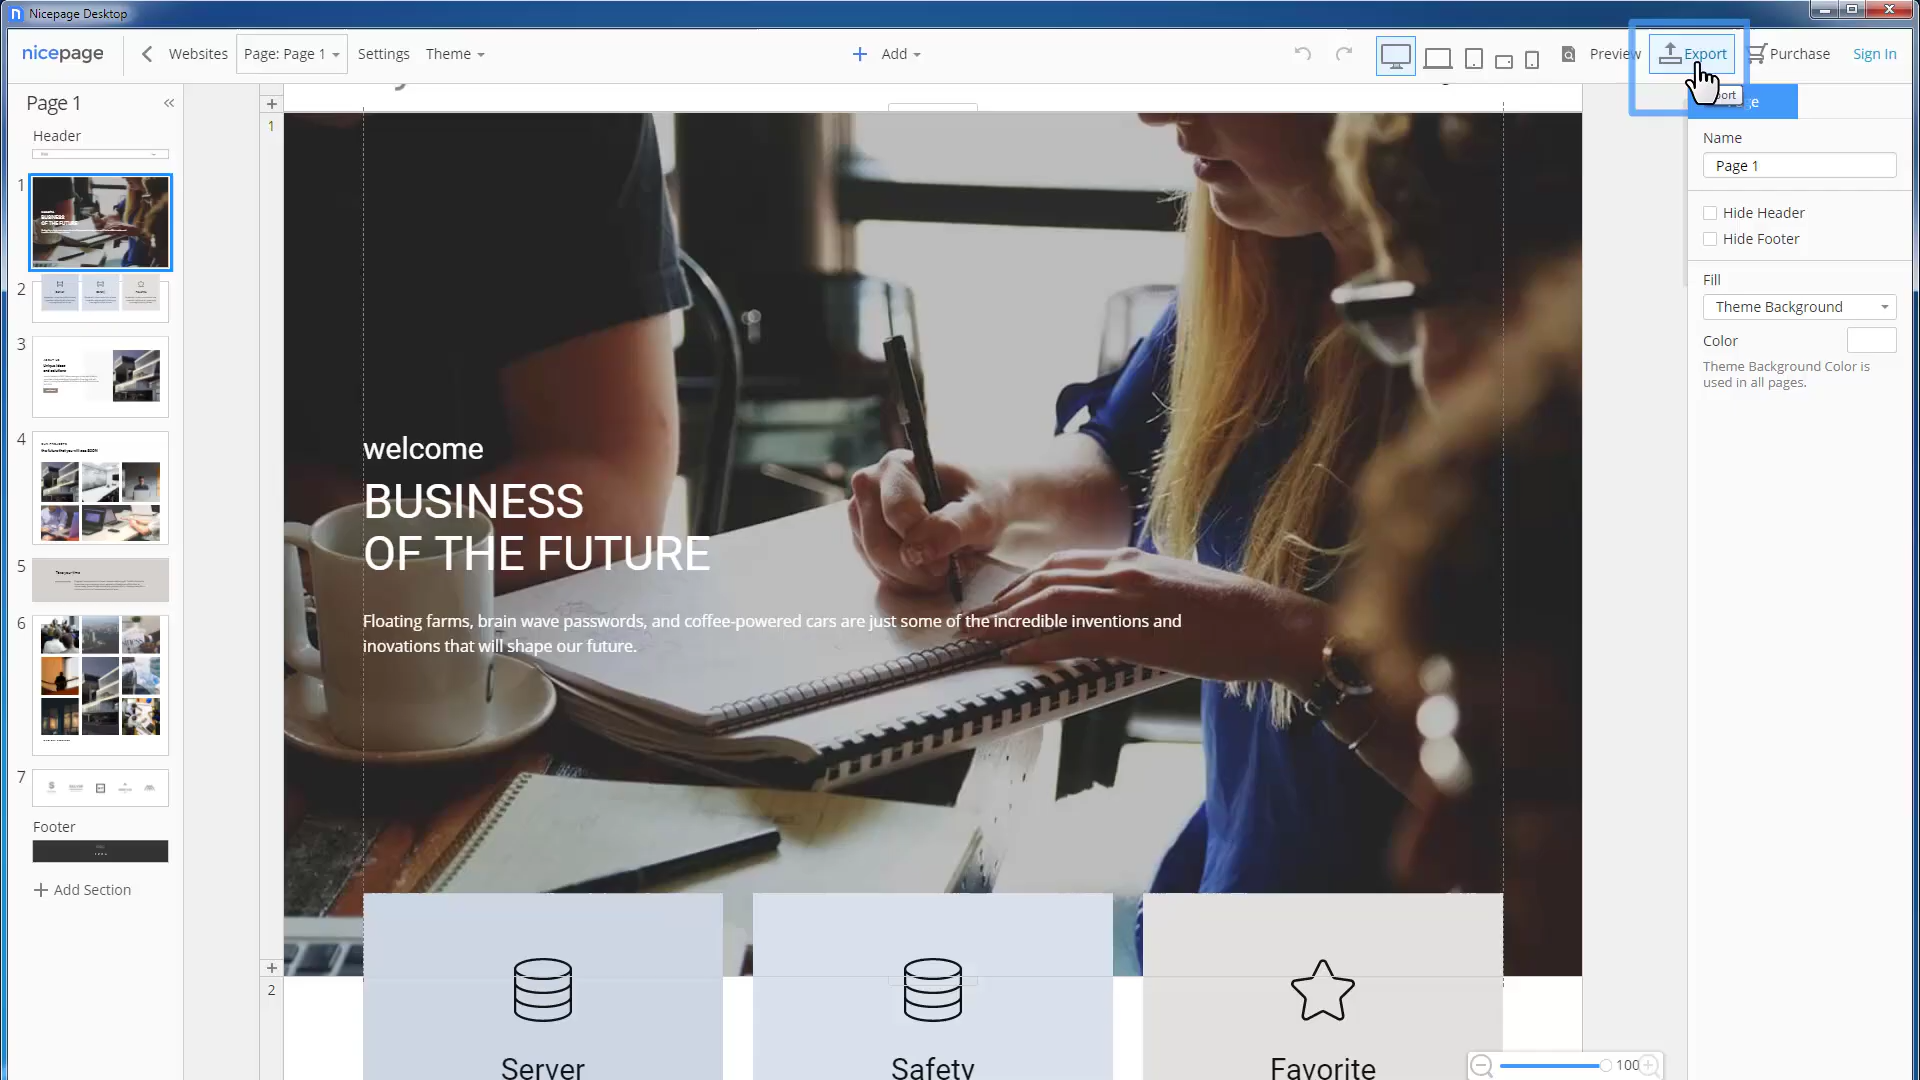 Nicepage Desktop
nicepage
Websites
Page: Page 1
Settings
Theme
Add
Preview
Export
Purchase
Sign In
Page 1
Header
1
2
3
4
5
6
7
Footer
Add Section
1
2
welcome
BUSINESS
OF THE FUTURE
Floating farms, brain wave passwords, and coffee-powered cars are just some of the incredible inventions and
inovations that will shape our future.
Server
Safety
Favorite
Name
Page 1
Hide Header
Hide Footer
Fill
Theme Background
Color
Theme Background Color is
used in all pages.
100